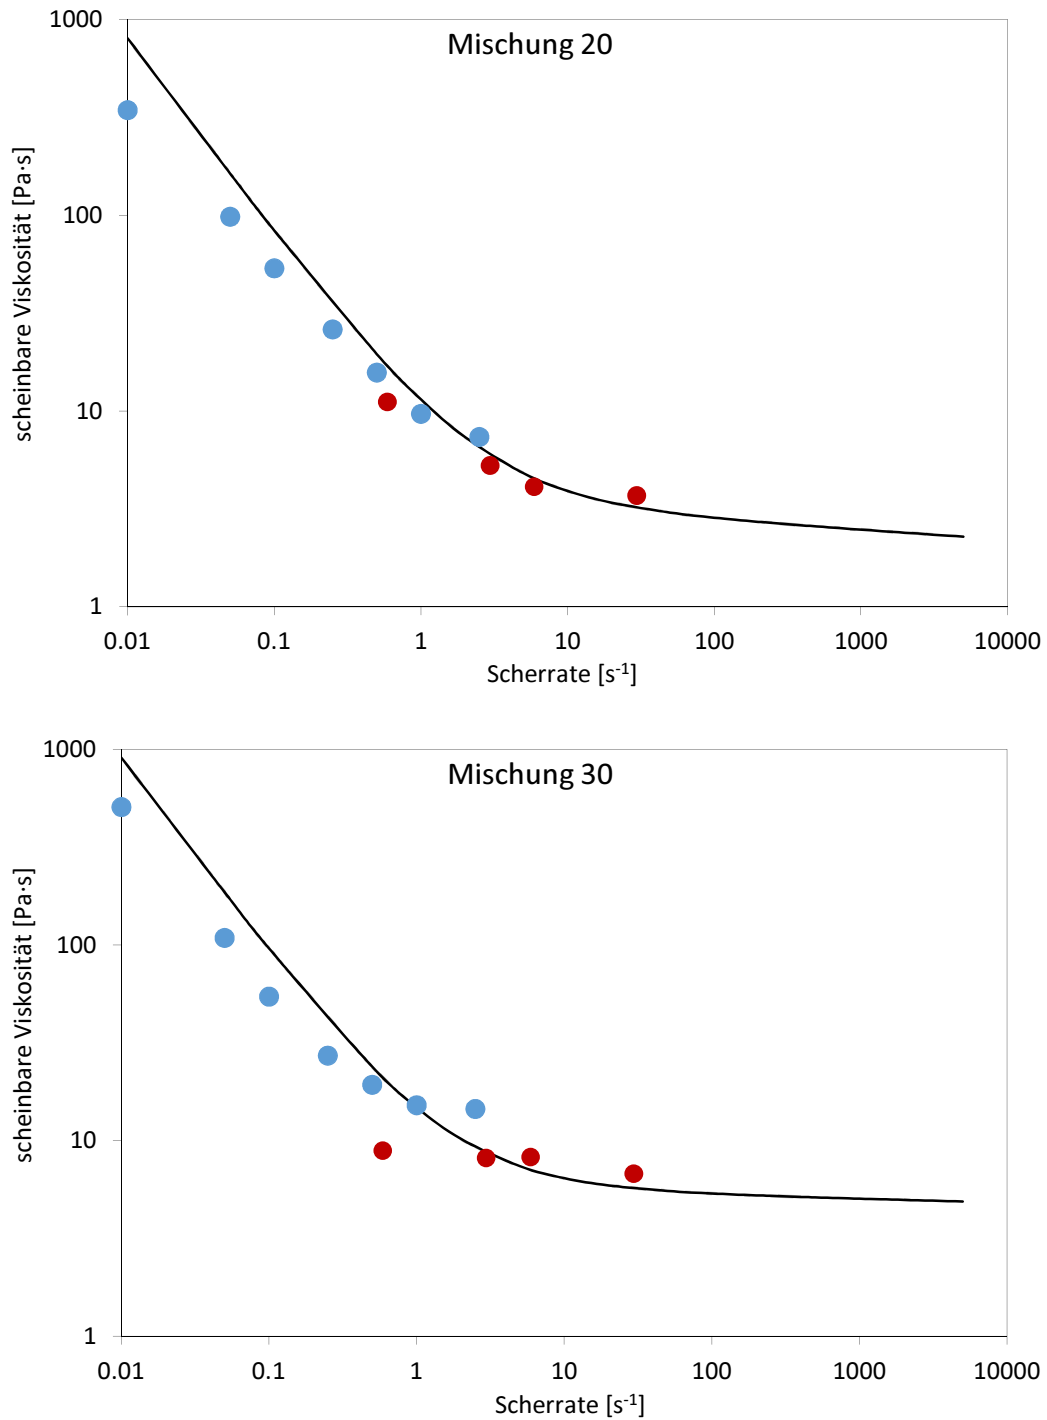 Mischung 20
scheinbare Viskosität [Pa·s]
1000
100
10
1
0.01 0.1 1 10 100 1000 10000
Scherrate [s⁻¹]
Mischung 30
scheinbare Viskosität [Pa·s]
1000
100
10
1
0.01 0.1 1 10 100 1000 10000
Scherrate [s⁻¹]